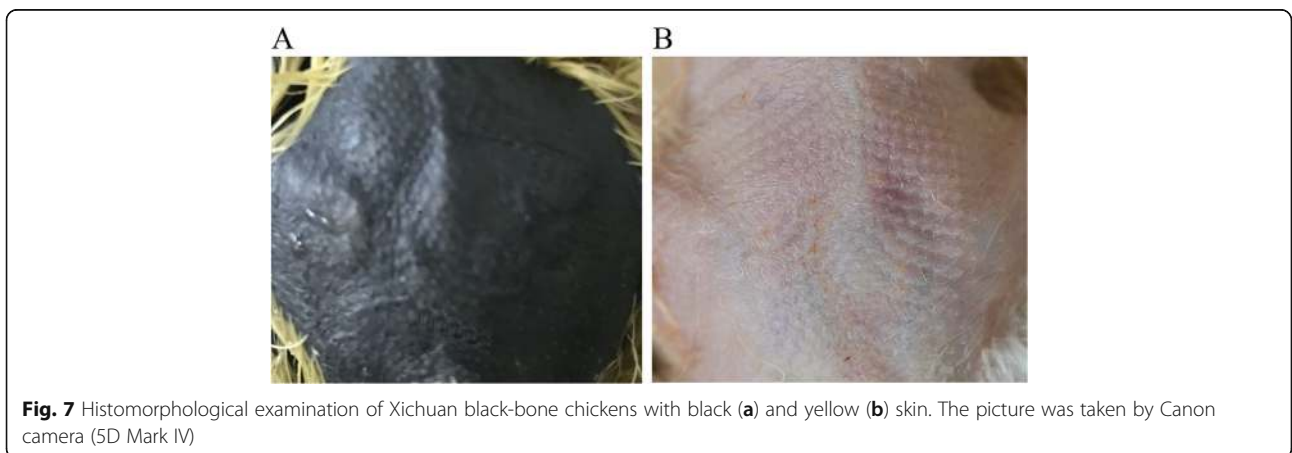 A
B
Fig. 7 Histomorphological examination of Xichuan black-bone chickens with black (a) and yellow (b) skin. The picture was taken by Canon
camera (5D Mark IV)